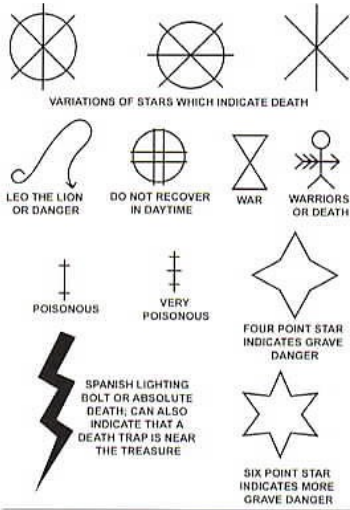 VARIATIONS OF STARS WHICH INDICATE DEATH
LEO THE LION
OR DANGER
DO NOT RECOVER
IN DAYTIME
WAR
WARRIORS
OR DEATH
POISONOUS
VERY
POISONOUS
FOUR POINT STAR
INDICATES GRAVE
DANGER
SPANISH LIGHTING
BOLT OR ABSOLUTE
DEATH; CAN ALSO
INDICATE THAT A
DEATH TRAP IS NEAR
THE TREASURE
SIX POINT STAR
INDICATES MORE
GRAVE DANGER